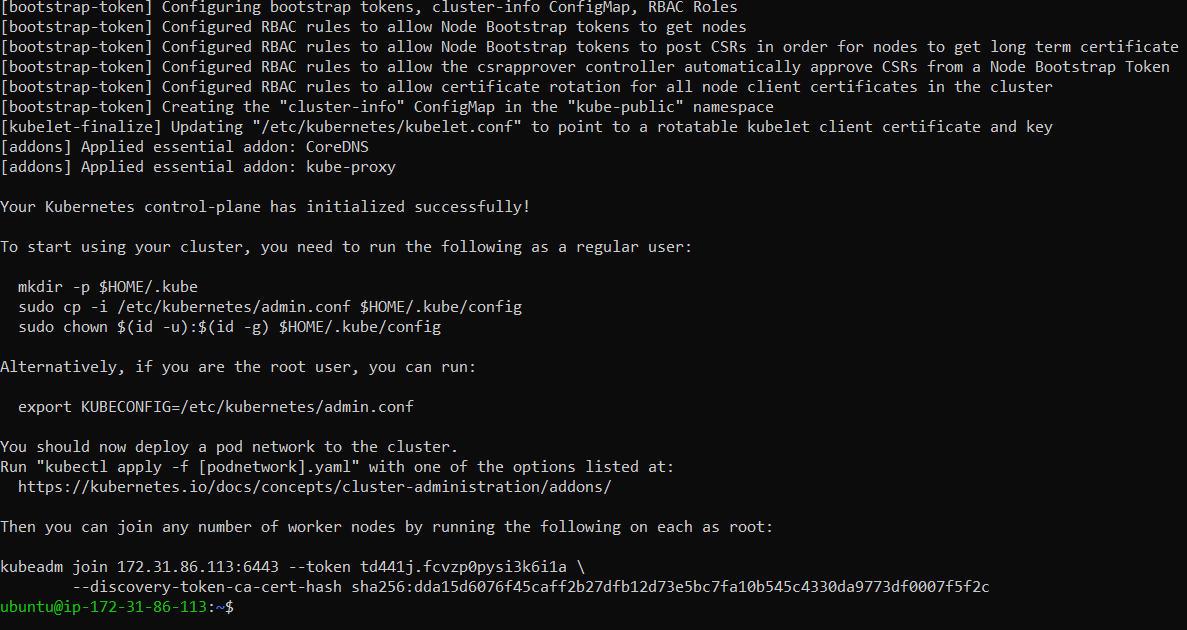 [bootstrap-token] Configuring bootstrap tokens, cluster-info ConfigMap, RBAC Roles
[bootstrap-token] Configured RBAC rules to allow Node Bootstrap tokens to get nodes
[bootstrap-token] Configured RBAC rules to allow Node Bootstrap tokens to post CSRs in order for nodes to get long term certificate
[bootstrap-token] Configured RBAC rules to allow the csrapprover controller automatically approve CSRs from a Node Bootstrap Token
[bootstrap-token] Configured RBAC rules to allow certificate rotation for all node client certificates in the cluster
[bootstrap-token] Creating the "cluster-info" ConfigMap in the "kube-public" namespace
[kubelet-finalize] Updating "/etc/kubernetes/kubelet.conf" to point to a rotatable kubelet client certificate and key
[addons] Applied essential addon: CoreDNS
[addons] Applied essential addon: kube-proxy

Your Kubernetes control-plane has initialized successfully!

To start using your cluster, you need to run the following as a regular user:

  mkdir -p $HOME/.kube
  sudo cp -i /etc/kubernetes/admin.conf $HOME/.kube/config
  sudo chown $(id -u):$(id -g) $HOME/.kube/config

Alternatively, if you are the root user, you can run:

  export KUBECONFIG=/etc/kubernetes/admin.conf

You should now deploy a pod network to the cluster.
Run "kubectl apply -f [podnetwork].yaml" with one of the options listed at:
  https://kubernetes.io/docs/concepts/cluster-administration/addons/

Then you can join any number of worker nodes by running the following on each as root:

kubeadm join 172.31.86.113:6443 --token td441j.fcvzp0pysi3k6i1a \
        --discovery-token-ca-cert-hash sha256:dda15d6076f45caff2b27dfb12d73e5bc7fa10b545c4330da9773df0007f5f2c
ubuntu@ip-172-31-86-113:~$